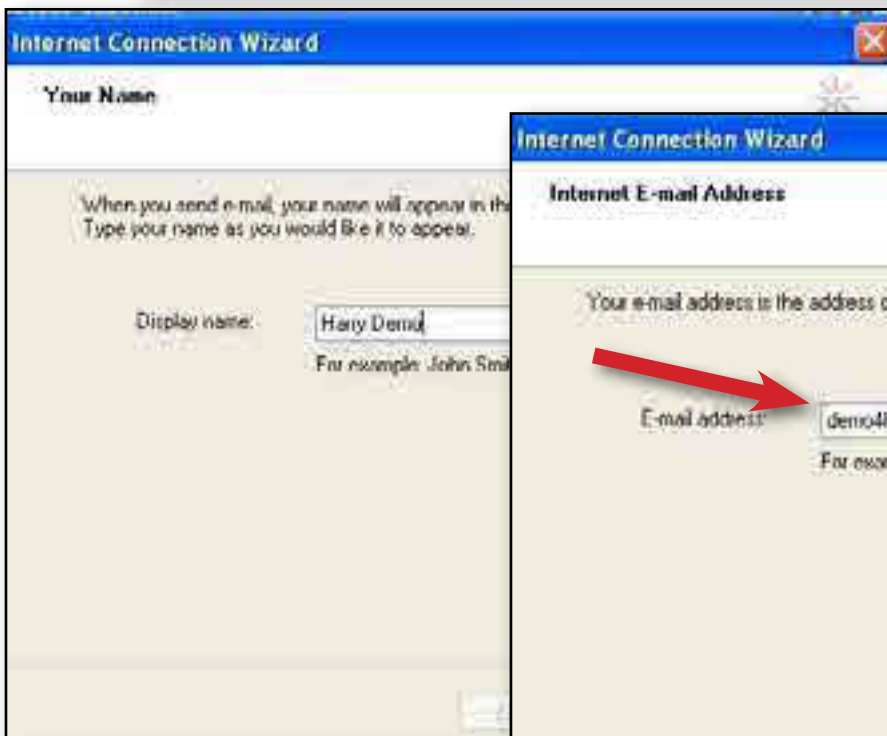 Internet Connection Wizard
Your Name
When you send e-mail, your name will appear in the
Type your name as you would like it to appear.
Display name:
Harry Demo
For example: John Smi
Internet Connection Wizard
Internet E-mail Address
Your e-mail address is the address
E-mail address:
For exam